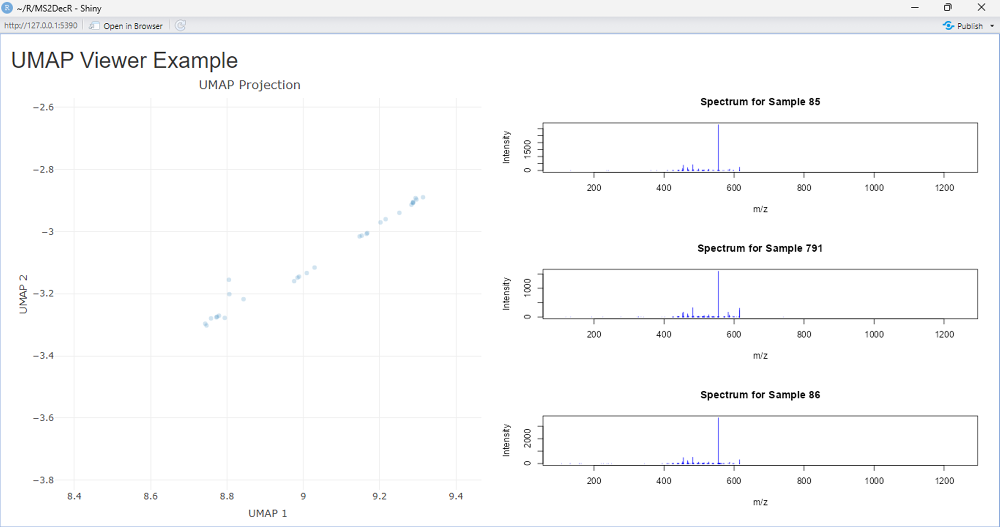 ~/R/MS2DecR - Shiny
http://127.0.0.1:5390 Open in Browser Publish
UMAP Viewer Example
UMAP Projection
−2.6
−2.8
−3
−3.2
−3.4
−3.6
−3.8
UMAP 2
8.4 8.6 8.8 9 9.2 9.4
UMAP 1
Spectrum for Sample 85
Intensity
0 1500
200 400 600 800 1000 1200
m/z
Spectrum for Sample 791
Intensity
0 1000
200 400 600 800 1000 1200
m/z
Spectrum for Sample 86
Intensity
0 2000
200 400 600 800 1000 1200
m/z